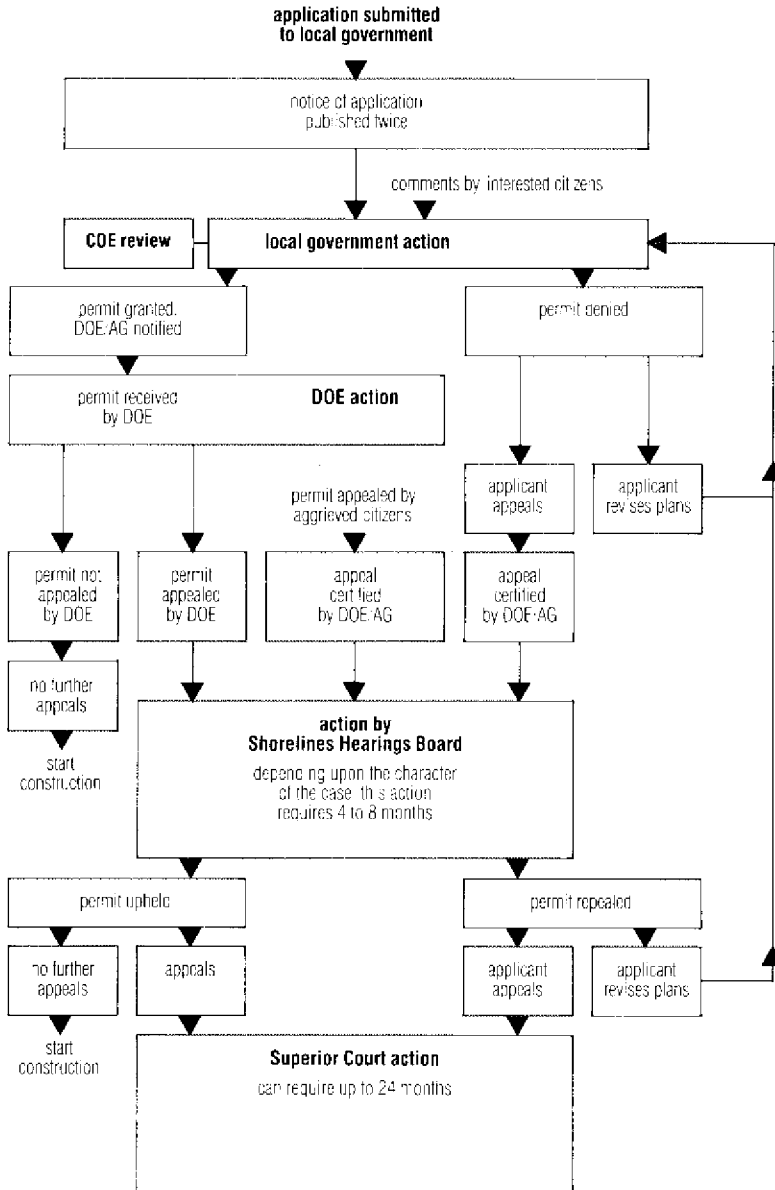 application submitted
to local government
notice of application
published twice
comments by interested citizens
COE review
local government action
permit granted.
DOE/AG notified
permit denied
permit received
by DOE
DOE action
permit appealed by
aggrieved citizens
applicant
appeals
applicant
revises plans
permit not
appealed
by DOE
permit
appealed
by DOE
appeal
certified
by DOE/AG
appeal
certified
by DOE/AG
no further
appeals
start
construction
action by
Shorelines Hearings Board
depending upon the character
of the case this action
requires 4 to 8 months
permit upheld
permit repealed
no further
appeals
appeals
applicant
appeals
applicant
revises plans
start
construction
Superior Court action
can require up to 24 months